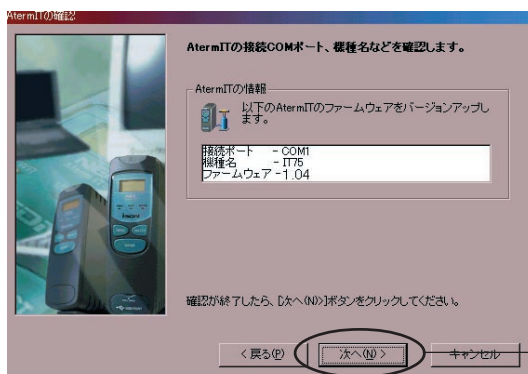 AtermITの確認
AtermITの接続COMポート、機種名などを確認します。
AtermITの情報
以下のAtermITのファームウェアをバージョンアップし
ます。
接続ポート - COM1
機種名 - IT75
ファームウェア -1.04
確認が終了したら、[次へ(N)>]ボタンをクリックしてください。
< 戻る(P)
次へ(N) >
キャンセル